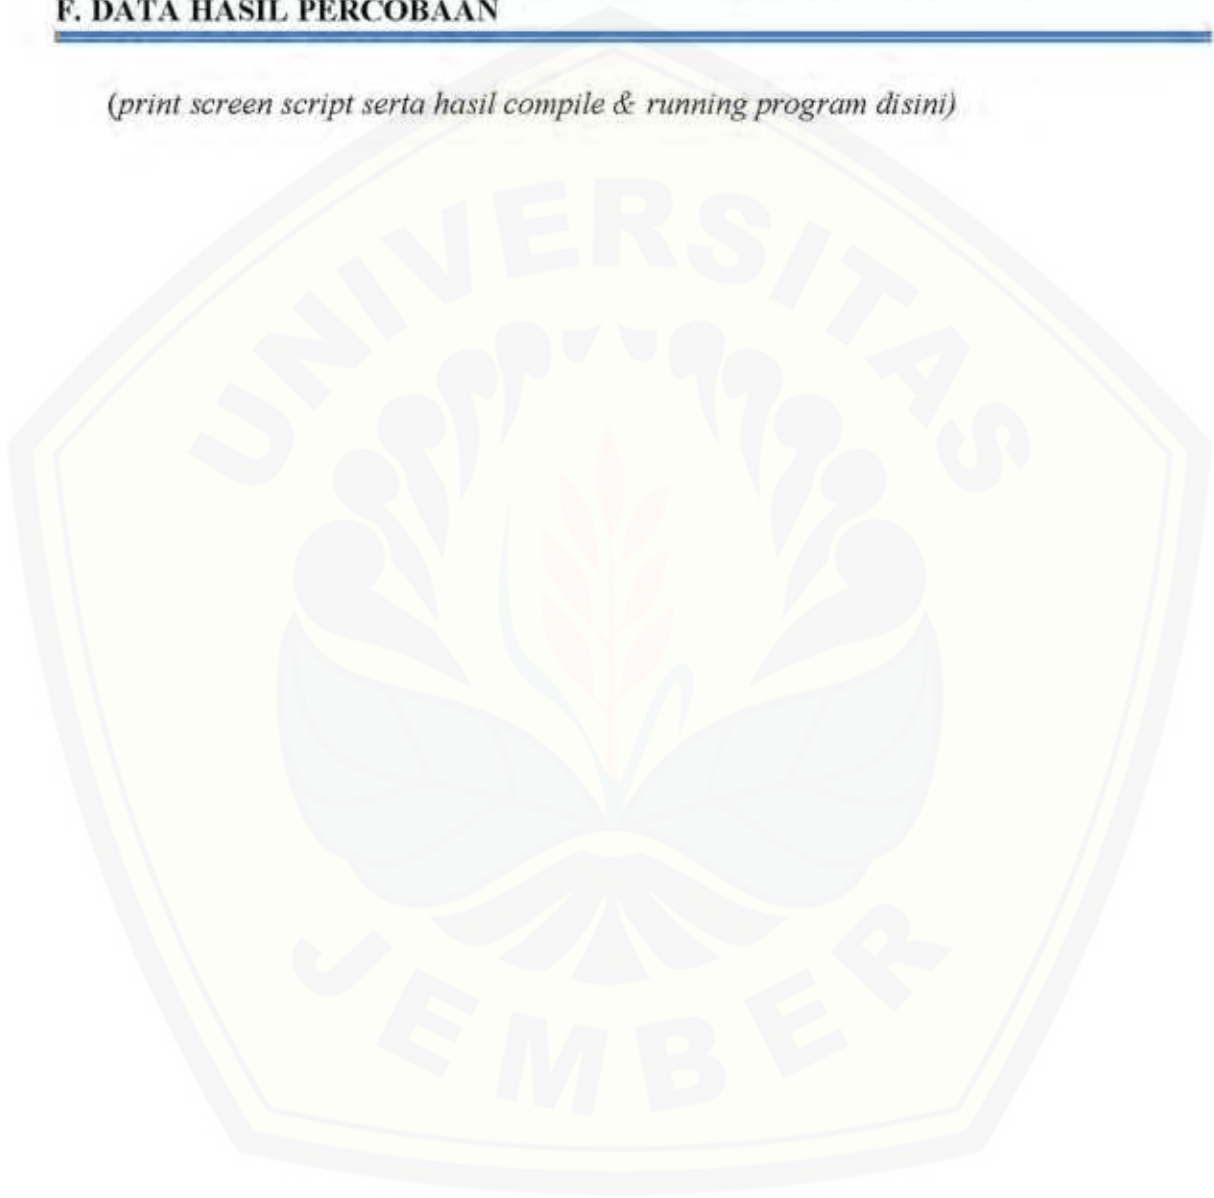 F. DATA HASIL PERCOBAAN
(print screen script serta hasil compile & running program disini)
UNIVERSITAS
JEMBER